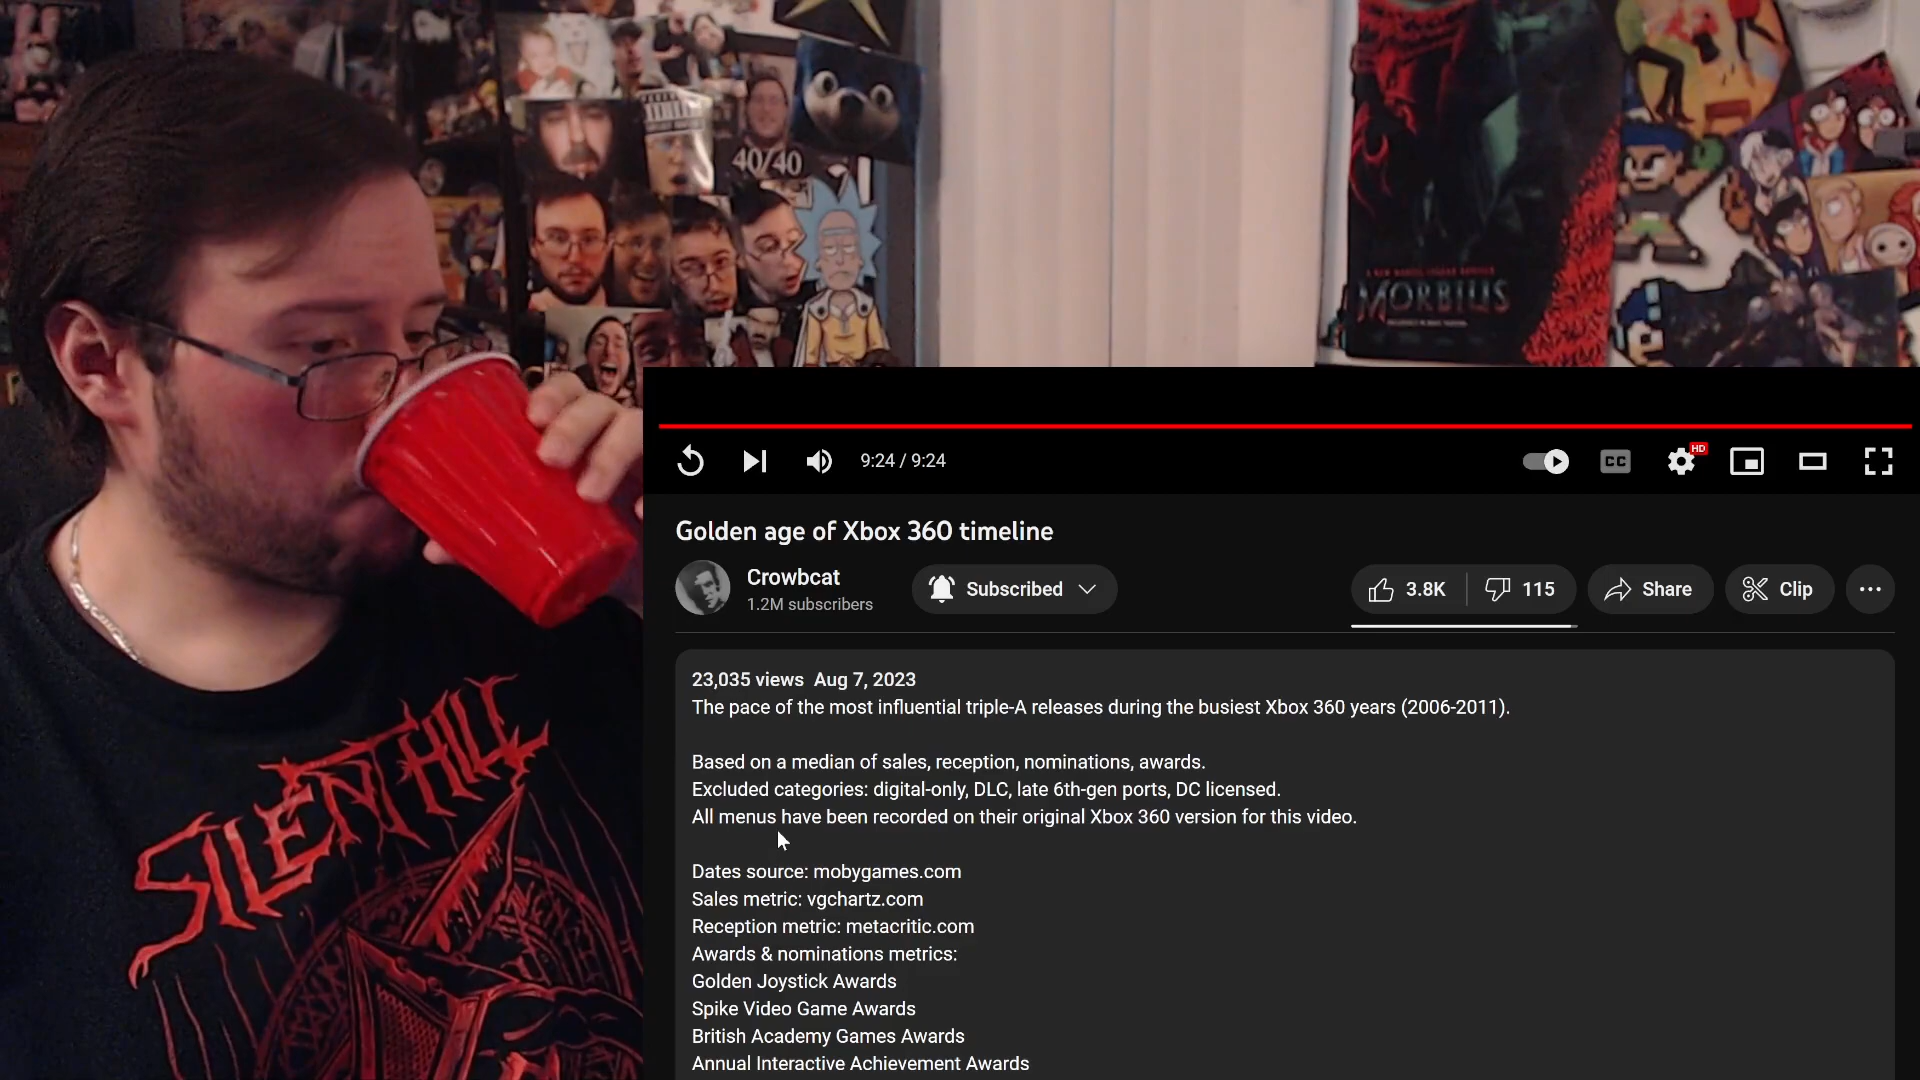 40/40
MORBIUS
SILENT HILL
9:24 / 9:24
CC
HD
Golden age of Xbox 360 timeline
Crowbcat
1.2M subscribers
Subscribed
3.8K
115
Share
Clip
23,035 views Aug 7, 2023
The pace of the most influential triple-A releases during the busiest Xbox 360 years (2006-2011).
Based on a median of sales, reception, nominations, awards.
Excluded categories: digital-only, DLC, late 6th-gen ports, DC licensed.
All menus have been recorded on their original Xbox 360 version for this video.
Dates source: mobygames.com
Sales metric: vgchartz.com
Reception metric: metacritic.com
Awards & nominations metrics:
Golden Joystick Awards
Spike Video Game Awards
British Academy Games Awards
Annual Interactive Achievement Awards